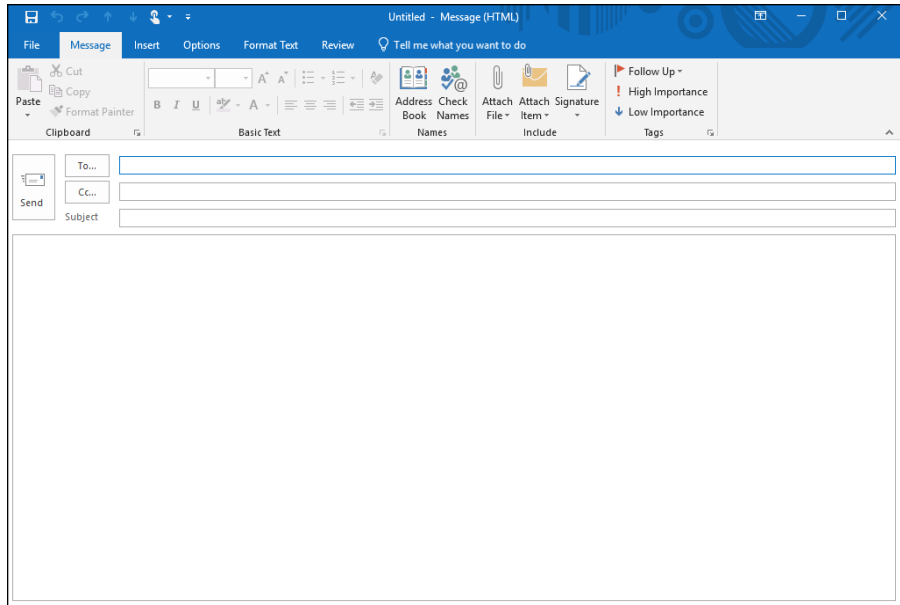 Untitled - Message (HTML)
File Message Insert Options Format Text Review Tell me what you want to do
Paste
Cut
Copy
Format Painter
Clipboard
A A
B I U ab A
Basic Text
Address Book
Check Names
Names
Attach File
Attach Item
Signature
Include
Follow Up
! High Importance
Low Importance
Tags
Send
To...
Cc...
Subject